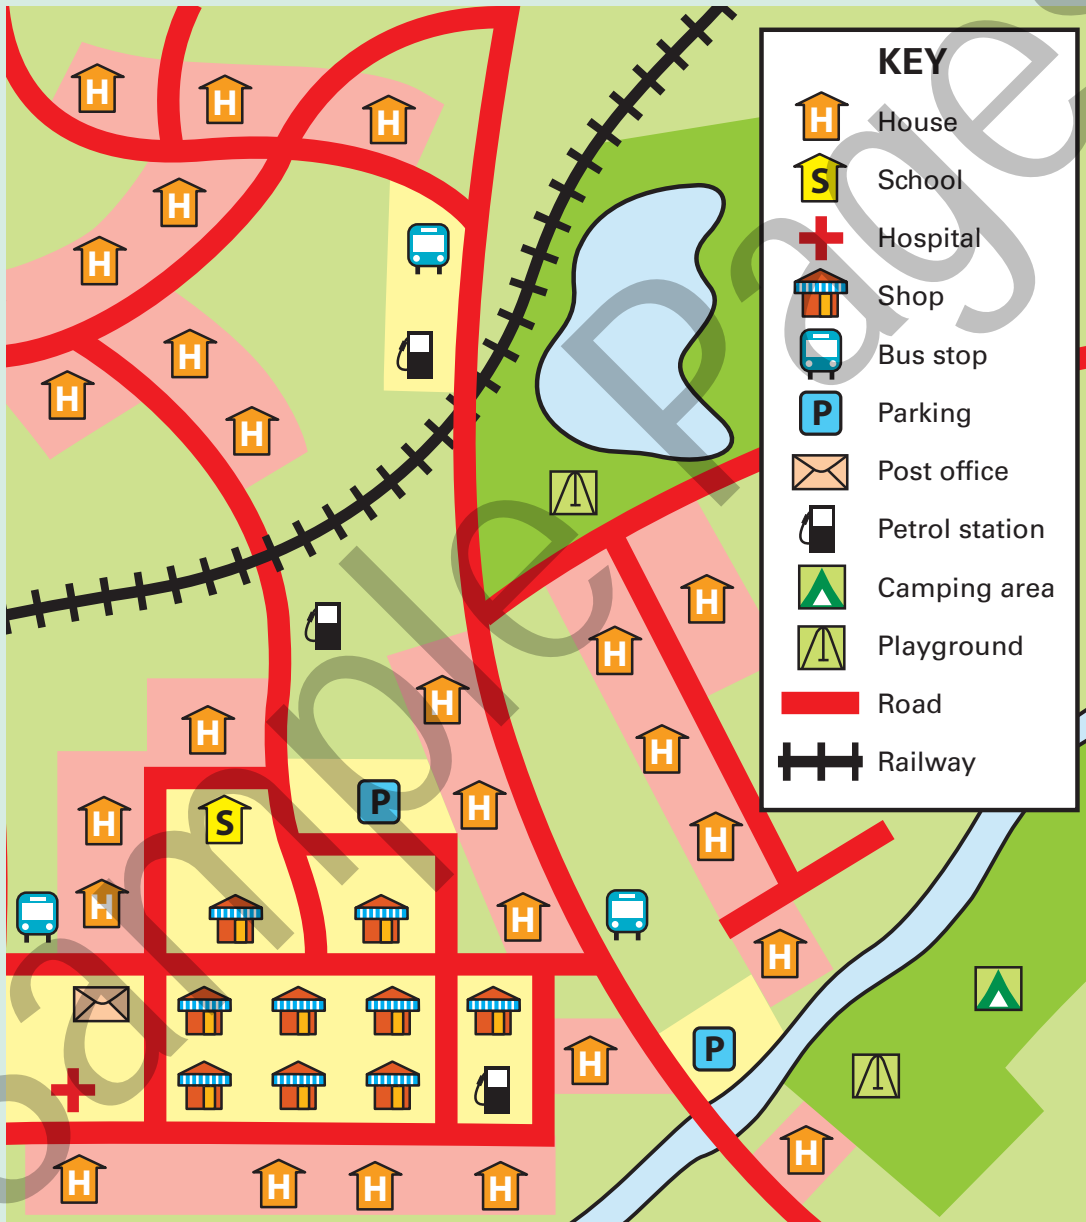 KEY
H House
S School
Hospital
Shop
Bus stop
P Parking
Post office
Petrol station
Camping area
Playground
Road
Railway
H
H
H
H
H
H
H
H
H
H
H
H
H
P
H
H
S
H
H
H
H
H
P
H
H
H
H
H
Sample Page